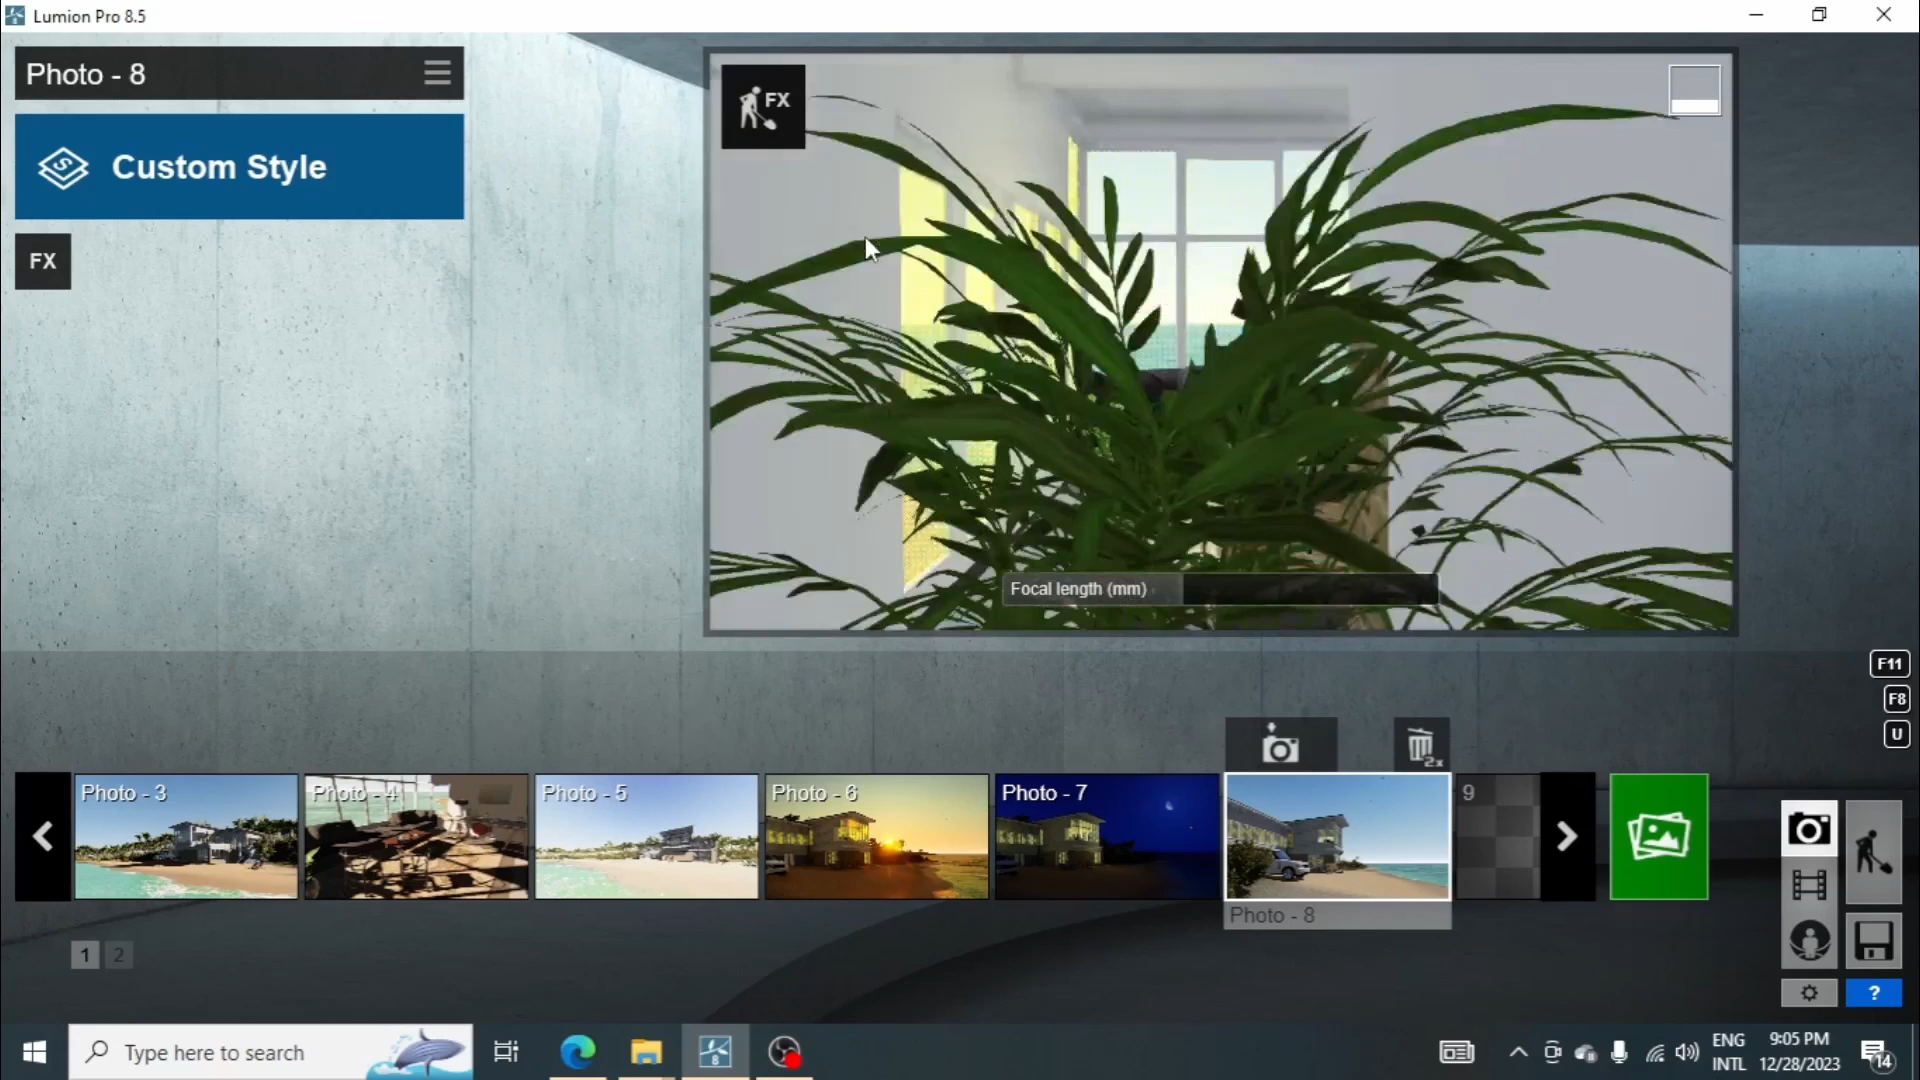 Lumion Pro 8.5
Photo - 8
Custom Style
FX
FX
Focal length (mm)
F11
F8
U
2x
Photo - 3
Photo - 4
Photo - 5
Photo - 6
Photo - 7
9
Photo - 8
1 2
?
Type here to search
8
ENG
INTL
9:05 PM
12/28/2023
14